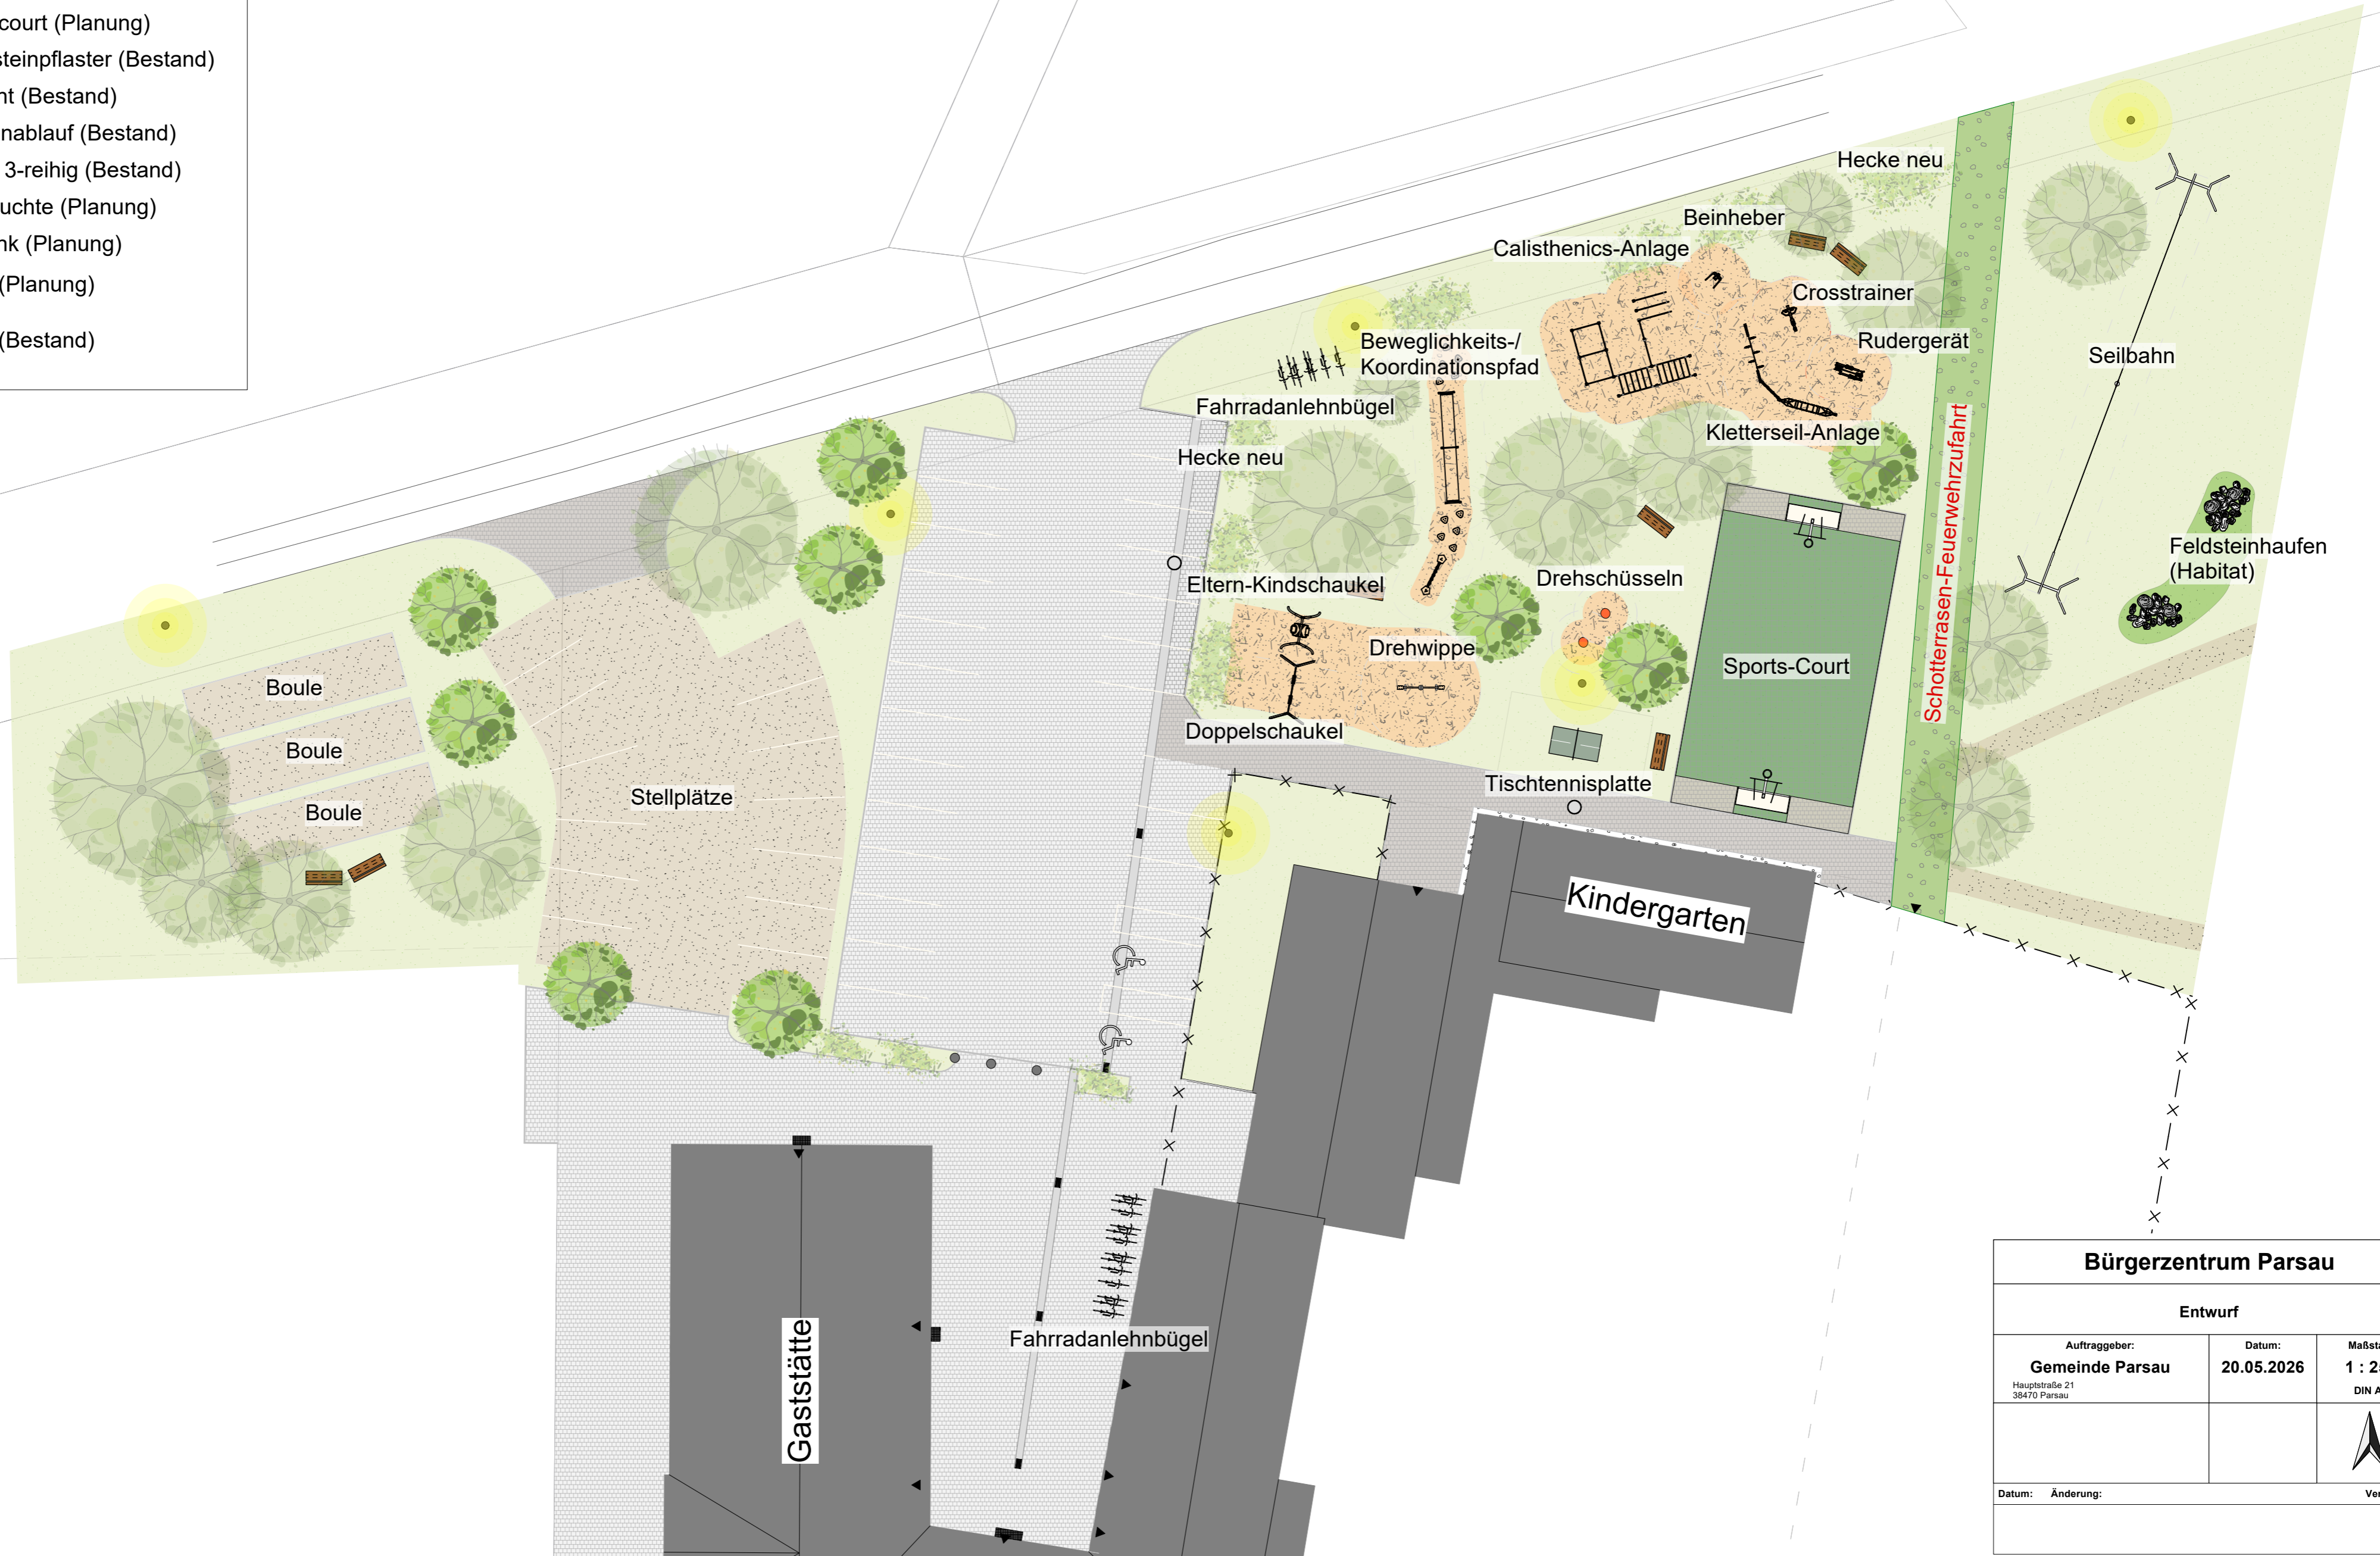 court (Planung)
steinpflaster (Bestand)
nt (Bestand)
nablauf (Bestand)
3-reihig (Bestand)
uchte (Planung)
nk (Planung)
(Planung)
(Bestand)
Hecke neu
Beinheber
Calisthenics-Anlage
Crosstrainer
Rudergerät
Beweglichkeits-/
Koordinationspfad
Seilbahn
Fahrradanlehnbügel
Kletterseil-Anlage
Hecke neu
Schotterrasen-Feuerwehrzufahrt
Feldsteinhaufen
(Habitat)
Eltern-Kindschaukel
Drehschüsseln
Drehwippe
Sports-Court
Boule
Boule
Boule
Doppelschaukel
Tischtennisplatte
Stellplätze
Kindergarten
Gaststätte
Fahrradanlehnbügel
Bürgerzentrum Parsau
Entwurf
Auftraggeber:
Gemeinde Parsau
Hauptstraße 21
38470 Parsau
Datum:
20.05.2026
Maßsta
1 : 2
DIN A
Datum: Änderung: Ver